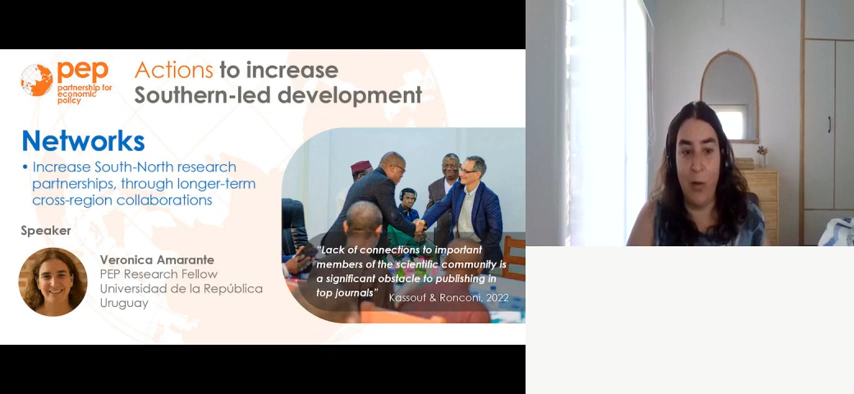 pep
partnership for
economic
policy
Actions to increase
Southern-led development
Networks
• Increase South-North research
partnerships, through longer-term
cross-region collaborations
Speaker
Veronica Amarante
PEP Research Fellow
Universidad de la República
Uruguay
"Lack of connections to important
members of the scientific community is
a significant obstacle to publishing in
top journals" Kassouf & Ronconi, 2022